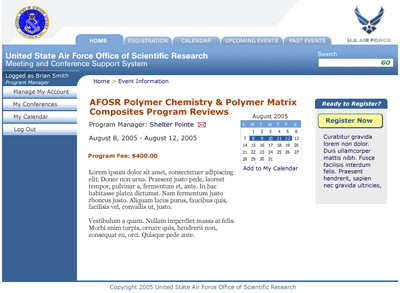 HOME REGISTRATION CALENDAR UPCOMING EVENTS PAST EVENTS
U.S. AIR FORCE
United State Air Force Office of Scientific Research
Meeting and Conference Support System
Search
GO
Logged as Brian Smith
Program Manager
Manage My Account
My Conferences
My Calendar
Log Out
Home > Event Information
AFOSR Polymer Chemistry & Polymer Matrix
Composites Program Reviews
Program Manager: Shelter Pointe
August 8, 2005 - August 12, 2005
Program Fee: $400.00
Lorem ipsum dolor sit amet, consectetuer adipiscing
elit. Donec non urna. Praesent justo pede, laoreet
tempor, pulvinar a, fermentum et, ante. In hac
habitasse platea dictumst. Nam fermentum justo
rhoncus justo. Aliquam lacus purus, faucibus quis,
facilisis vel, convallis ut, justo.
Vestibulum a quam. Nullam imperdiet massa at felis.
Morbi enim turpis, ornare quis, hendrerit non,
consequat eu, orci. Quisque pede ante.
August 2005
S M T W T F S
1 2 3 4 5 6
7 8 9 10 11 12 13
14 15 16 17 18 19 20
21 22 23 24 25 26 27
28 29 30 31
Add to My Calendar
Ready to Register?
Register Now
Curabitur gravida
lorem non dolor.
Duis ullamcorper
mattis nibh. Fusce
facilisis interdum
felis. Praesent
hendrerit, sapien
nec gravida ultricies,
Copyright 2005 United State Air Force Office of Scientific Research